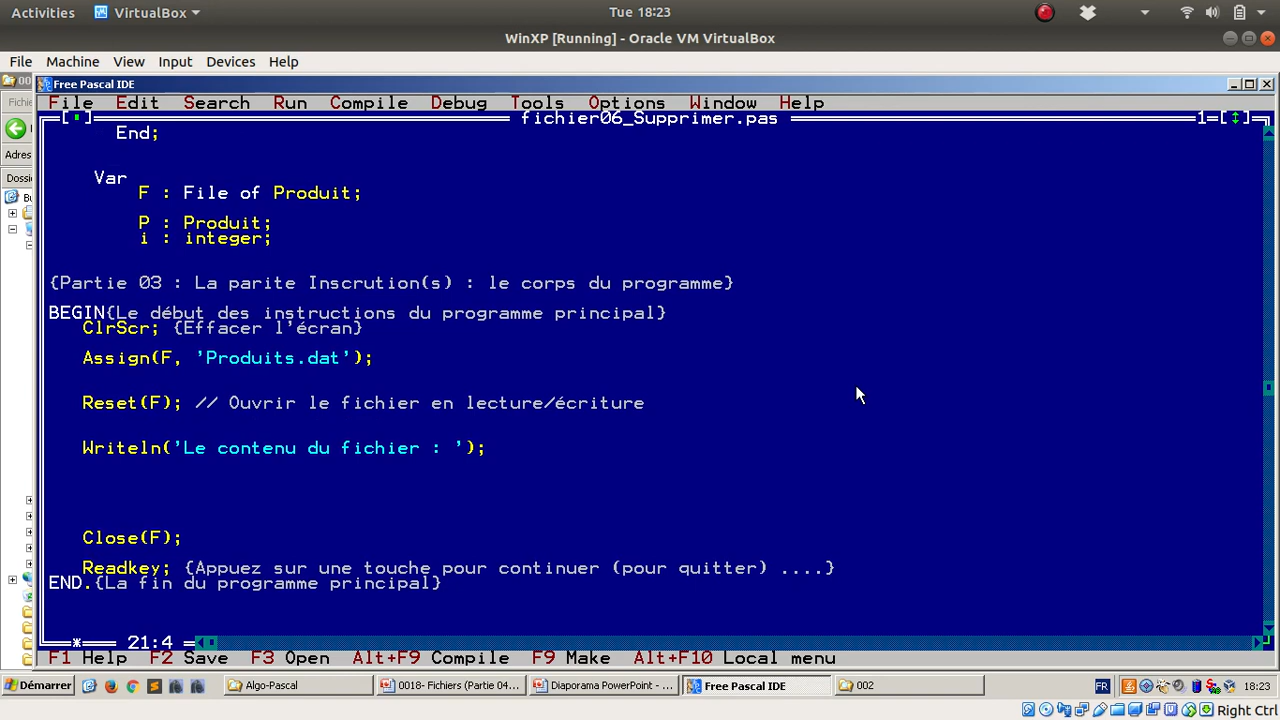 Activities VirtualBox Tue 18:23
WinXP [Running] - Oracle VM VirtualBox
File Machine View Input Devices Help
Free Pascal IDE
File Edit Search Run Compile Debug Tools Options Window Help
fichier06_Supprimer.pas 1
End;
Var
F : File of Produit;
P : Produit;
i : integer;
{Partie 03 : La parite Inscrution(s) : le corps du programme}
BEGIN{Le début des instructions du programme principal}
ClrScr; {Effacer l'écran}
Assign(F, 'Produits.dat');
Reset(F); // Ouvrir le fichier en lecture/écriture
Writeln('Le contenu du fichier : ');
Close(F);
Readkey; {Appuez sur une touche pour continuer (pour quitter) ....}
END.{La fin du programme principal}
21:4
F1 Help F2 Save F3 Open Alt+F9 Compile F9 Make Alt+F10 Local menu
Démarrer Algo-Pascal 0018- Fichiers (Partie 04... Diaporama PowerPoint - ... Free Pascal IDE 002 FR 18:23
Right Ctrl